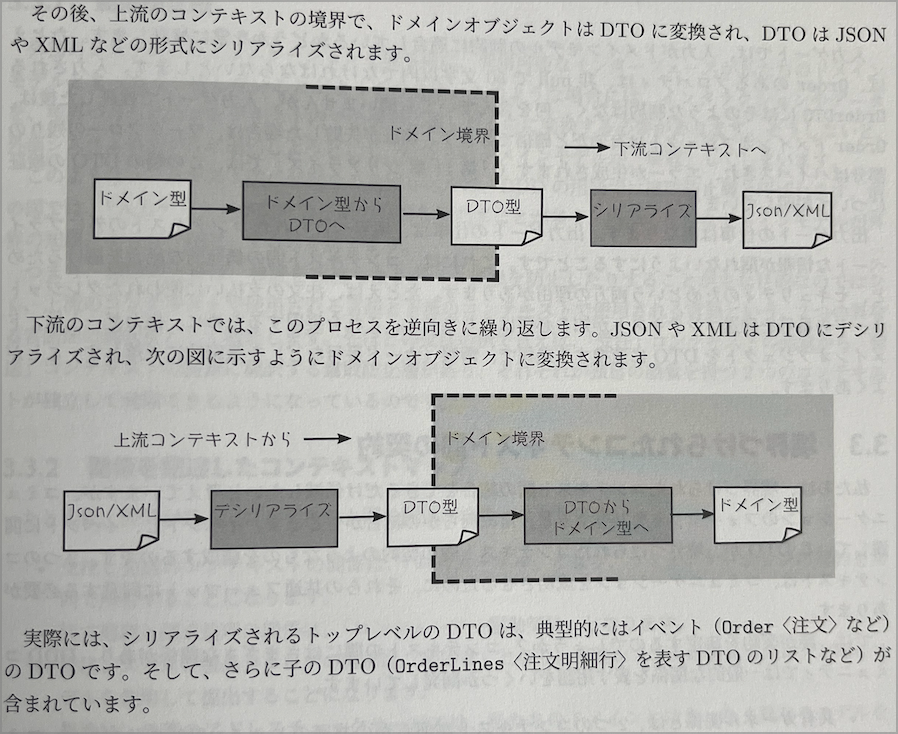 その後、上流のコンテキストの境界で、ドメインオブジェクトは DTO に変換され、DTO は JSON
や XML などの形式にシリアライズされます。
ドメイン境界
下流コンテキストへ
ドメイン型
ドメイン型から
DTOへ
DTO型
シリアライズ
Json/XML
下流のコンテキストでは、このプロセスを逆向きに繰り返します。JSON や XML は DTO にデシリ
アライズされ、次の図に示すようにドメインオブジェクトに変換されます。
上流コンテキストから
ドメイン境界
Json/XML
デシリアライズ
DTO型
DTOから
ドメイン型へ
ドメイン型
実際には、シリアライズされるトップレベルの DTO は、典型的にはイベント（Order〈注文〉など）
の DTO です。そして、さらに子の DTO（OrderLines〈注文明細行〉を表す DTO のリストなど）が
含まれています。